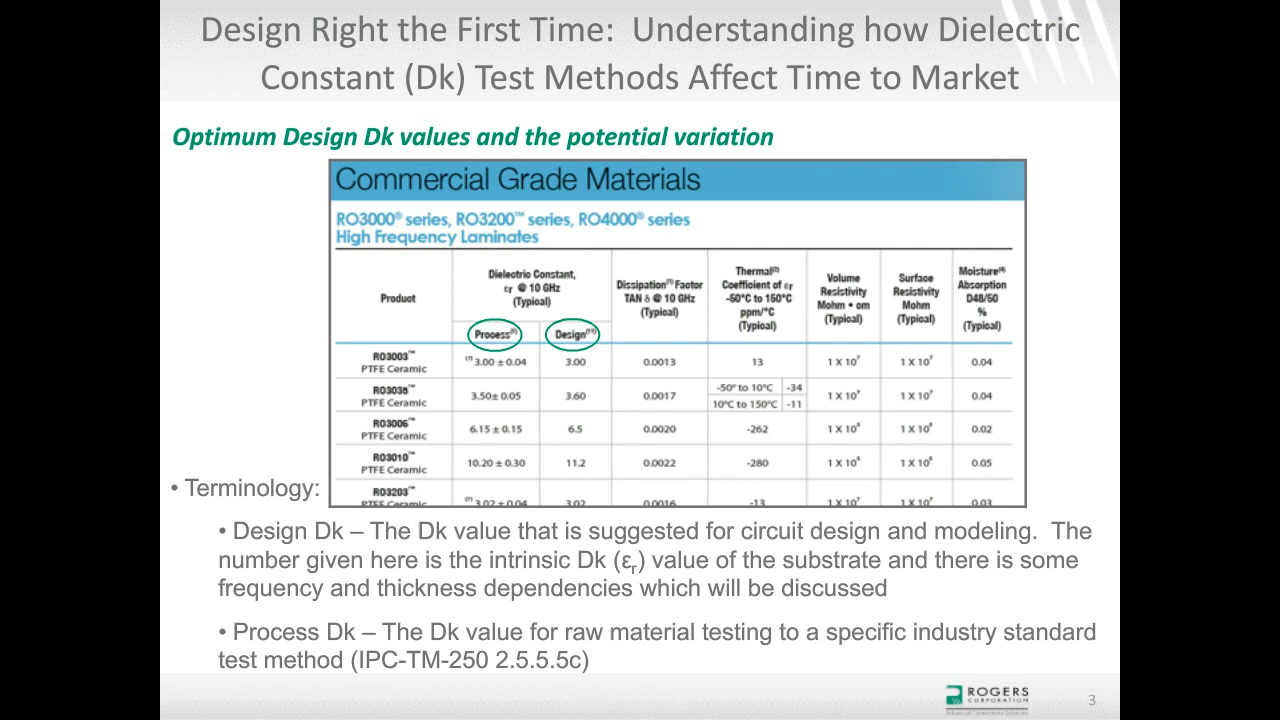 Design Right the First Time:  Understanding how Dielectric
Constant (Dk) Test Methods Affect Time to Market
Optimum Design Dk values and the potential variation
Commercial Grade Materials
RO3000® series, RO3200™ series, RO4000® series
High Frequency Laminates
Product
Dielectric Constant,
εr @ 10 GHz
(Typical)
Process
Design(11)
Dissipation(1) Factor
TAN δ @ 10 GHz
(Typical)
Thermal(2)
Coefficient of εr
-50°C to 150°C
ppm/°C
(Typical)
Volume
Resistivity
Mohm • cm
(Typical)
Surface
Resistivity
Mohm
(Typical)
Moisture(4)
Absorption
D48/50
%
(Typical)
RO3003™
PTFE Ceramic
3.00 ± 0.04
3.00
0.0013
13
1 X 10⁷
1 X 10⁷
0.04
RO3035™
PTFE Ceramic
3.50± 0.05
3.60
0.0017
-50° to 10°C -34
10°C to 150°C -11
1 X 10⁷
1 X 10⁷
0.04
RO3006™
PTFE Ceramic
6.15 ± 0.15
6.5
0.0020
-262
1 X 10
1 X 10
0.02
RO3010™
PTFE Ceramic
10.20 ± 0.30
11.2
0.0022
-280
1 X 10
1 X 10
0.05
RO3203™
PTFE Ceramic
3.02 ± 0.04
3.02
0.0016
-13
1 X 10⁷
1 X 10⁷
0.03
• Terminology:
• Design Dk – The Dk value that is suggested for circuit design and modeling.  The
number given here is the intrinsic Dk (εr) value of the substrate and there is some
frequency and thickness dependencies which will be discussed
• Process Dk – The Dk value for raw material testing to a specific industry standard
test method (IPC-TM-250 2.5.5.5c)
ROGERS
CORPORATION
3